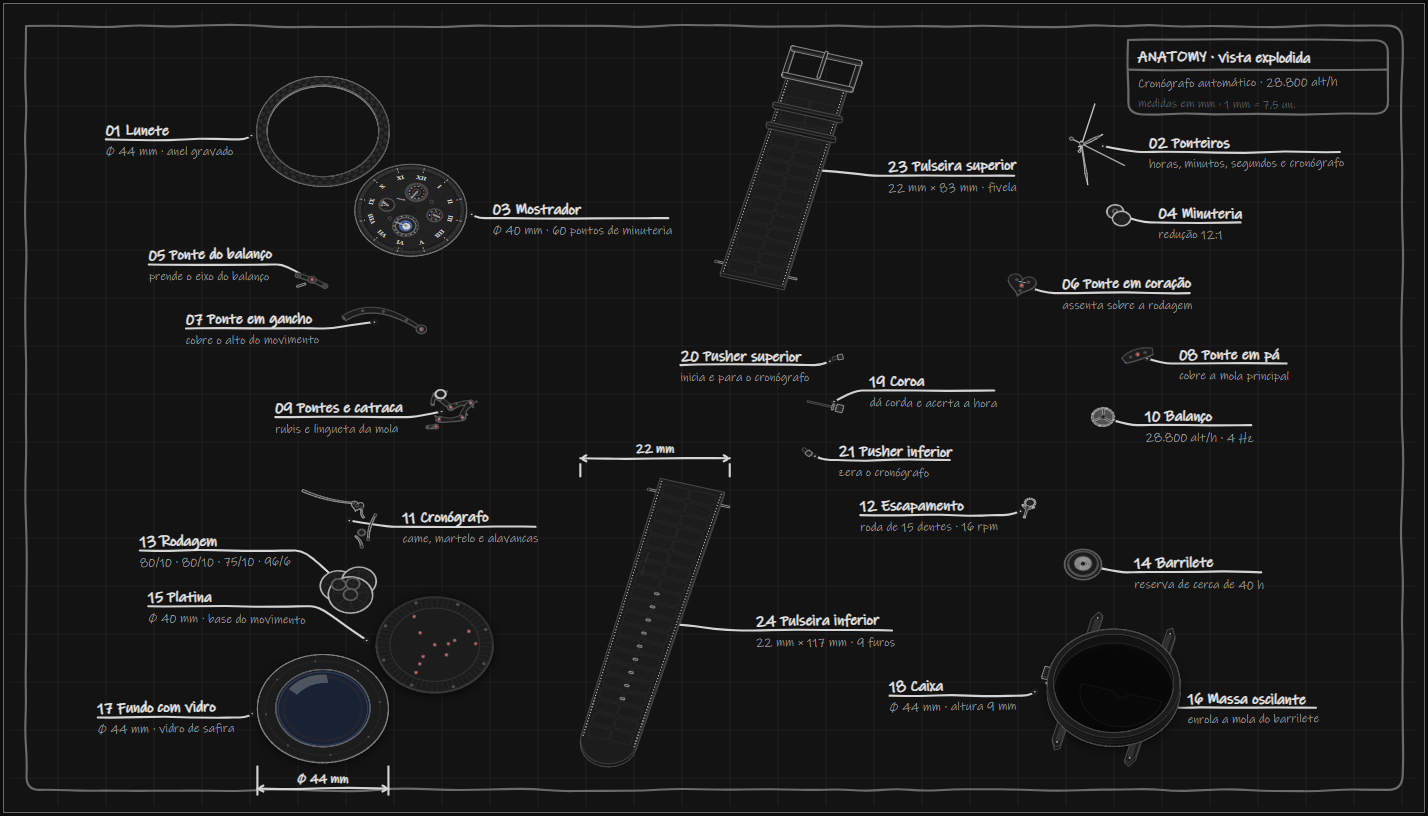 ANATOMY · vista explodida
Cronógrafo automático · 28.800 alt/h
medidas em mm · 1 mm = 7,5 un.
01 Lunete
Ø 44 mm · anel gravado
02 Ponteiros
horas, minutos, segundos e cronógrafo
23 Pulseira superior
22 mm × 83 mm · fivela
03 Mostrador
Ø 40 mm · 60 pontos de minuteria
04 Minuteria
redução 12:1
05 Ponte do balanço
prende o eixo do balanço
06 Ponte em coração
assenta sobre a rodagem
07 Ponte em gancho
cobre o alto do movimento
20 Pusher superior
inicia e para o cronógrafo
08 Ponte em pá
cobre a mola principal
19 Coroa
dá corda e acerta a hora
09 Pontes e catraca
rubis e lingueta da mola
10 Balanço
28.800 alt/h · 4 Hz
22 mm
21 Pusher inferior
zera o cronógrafo
12 Escapamento
roda de 15 dentes · 16 rpm
11 Cronógrafo
came, martelo e alavancas
13 Rodagem
80/10 · 80/10 · 75/10 · 96/6
14 Barrilete
reserva de cerca de 40 h
15 Platina
Ø 40 mm · base do movimento
24 Pulseira inferior
22 mm × 117 mm · 9 furos
18 Caixa
Ø 44 mm · altura 9 mm
16 Massa oscilante
enrola a mola do barrilete
17 Fundo com vidro
Ø 44 mm · vidro de safira
Ø 44 mm
XII
I
II
III
IIII
V
VI
VII
VIII
IX
X
XI